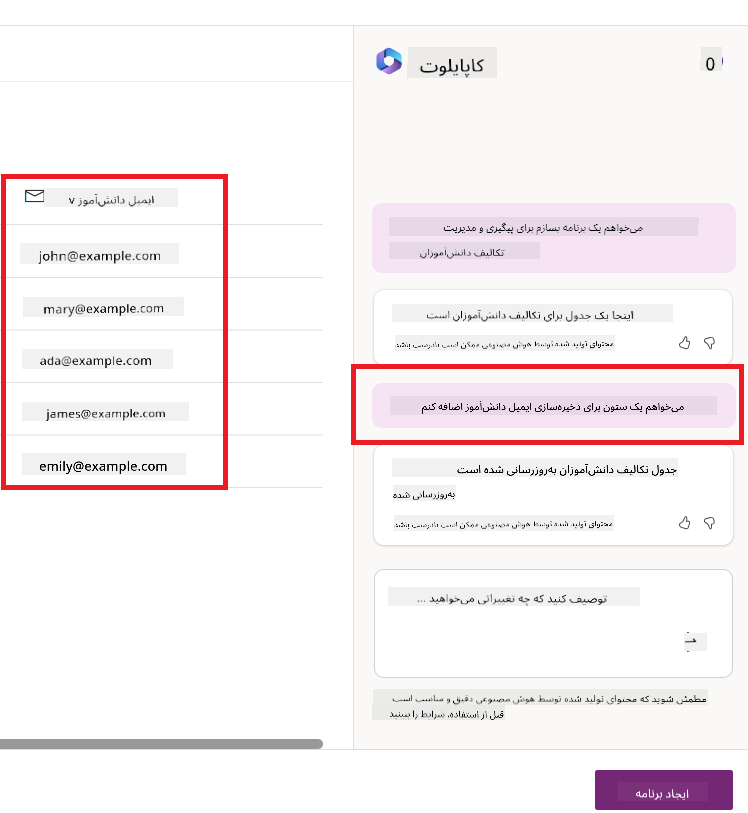 کاپایلوت
0
ایمیل دانش‌آموز v
john@example.com
mary@example.com
ada@example.com
james@example.com
emily@example.com
می‌خواهم یک برنامه بسازم برای پیگیری و مدیریت
تکالیف دانش‌آموزان
اینجا یک جدول برای تکالیف دانش‌آموزان است
محتوای تولید شده توسط هوش مصنوعی ممکن است نادرست باشد
می‌خواهم یک ستون برای ذخیره‌سازی ایمیل دانش‌آموز اضافه کنم
جدول تکالیف دانش‌آموزان به‌روزرسانی شده است
به‌روزرسانی شده
محتوای تولید شده توسط هوش مصنوعی ممکن است نادرست باشد
توصیف کنید که چه تغییراتی می‌خواهید ...
مطمئن شوید که محتوای تولید شده توسط هوش مصنوعی دقیق و مناسب است
قبل از استفاده. شرایط را ببینید
ایجاد برنامه